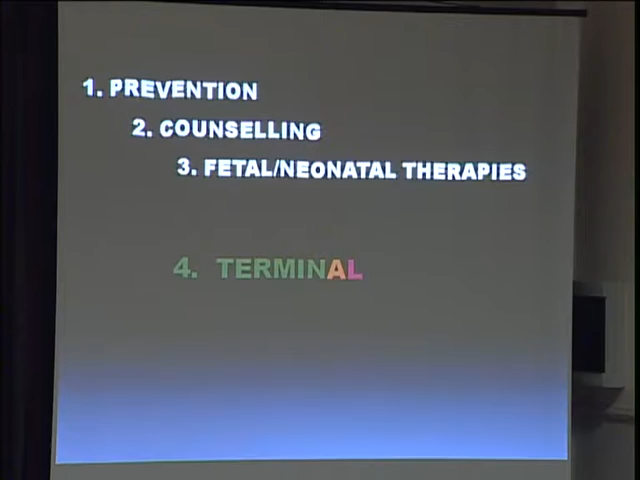 1. PREVENTION
2. COUNSELLING
3. FETAL/NEONATAL THERAPIES
4. TERMINAL